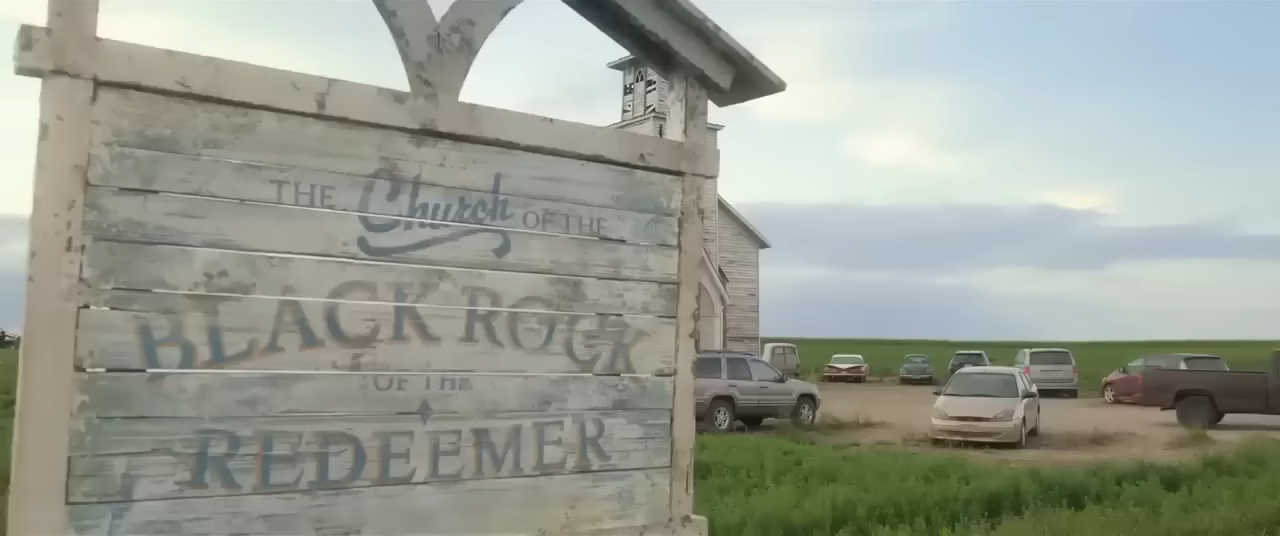 THE Church OF THE
BLACK ROCK
OF THE
REDEEMER